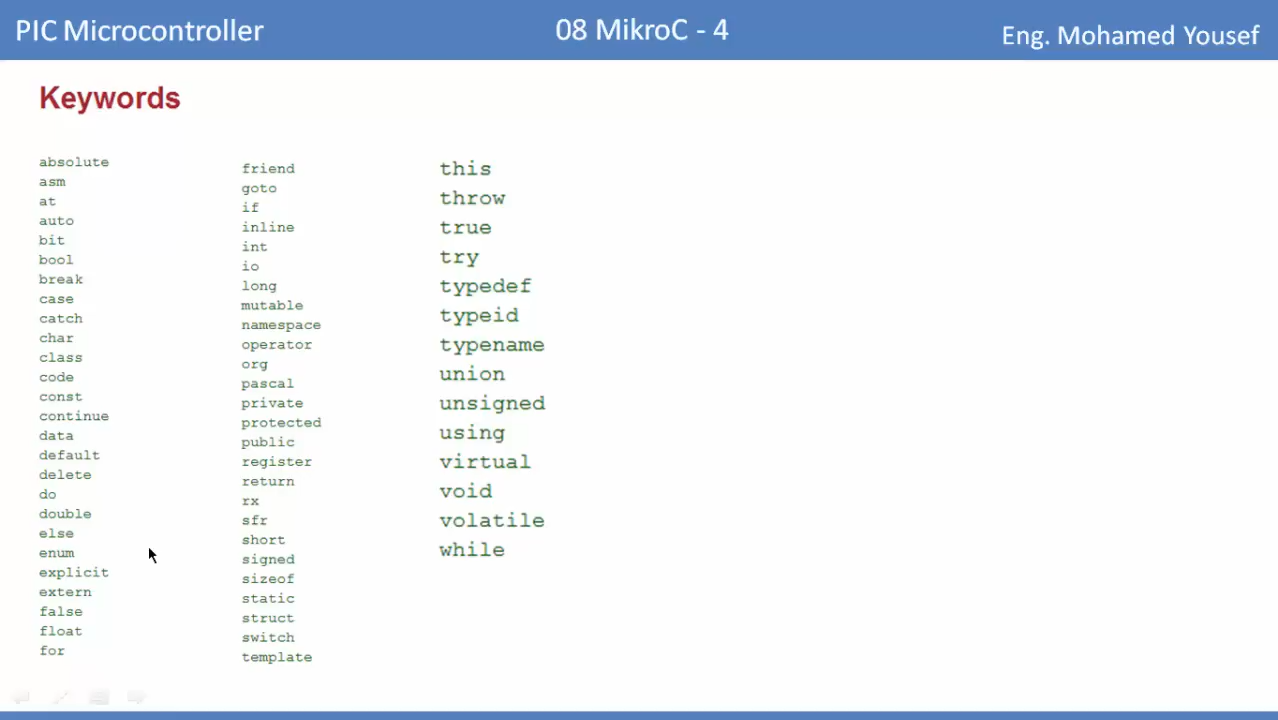 PIC Microcontroller
08 MikroC - 4
Eng. Mohamed Yousef
Keywords
absolute
asm
at
auto
bit
bool
break
case
catch
char
class
code
const
continue
data
default
delete
do
double
else
enum
explicit
extern
false
float
for
friend
goto
if
inline
int
io
long
mutable
namespace
operator
org
pascal
private
protected
public
register
return
rx
sfr
short
signed
sizeof
static
struct
switch
template
this
throw
true
try
typedef
typeid
typename
union
unsigned
using
virtual
void
volatile
while